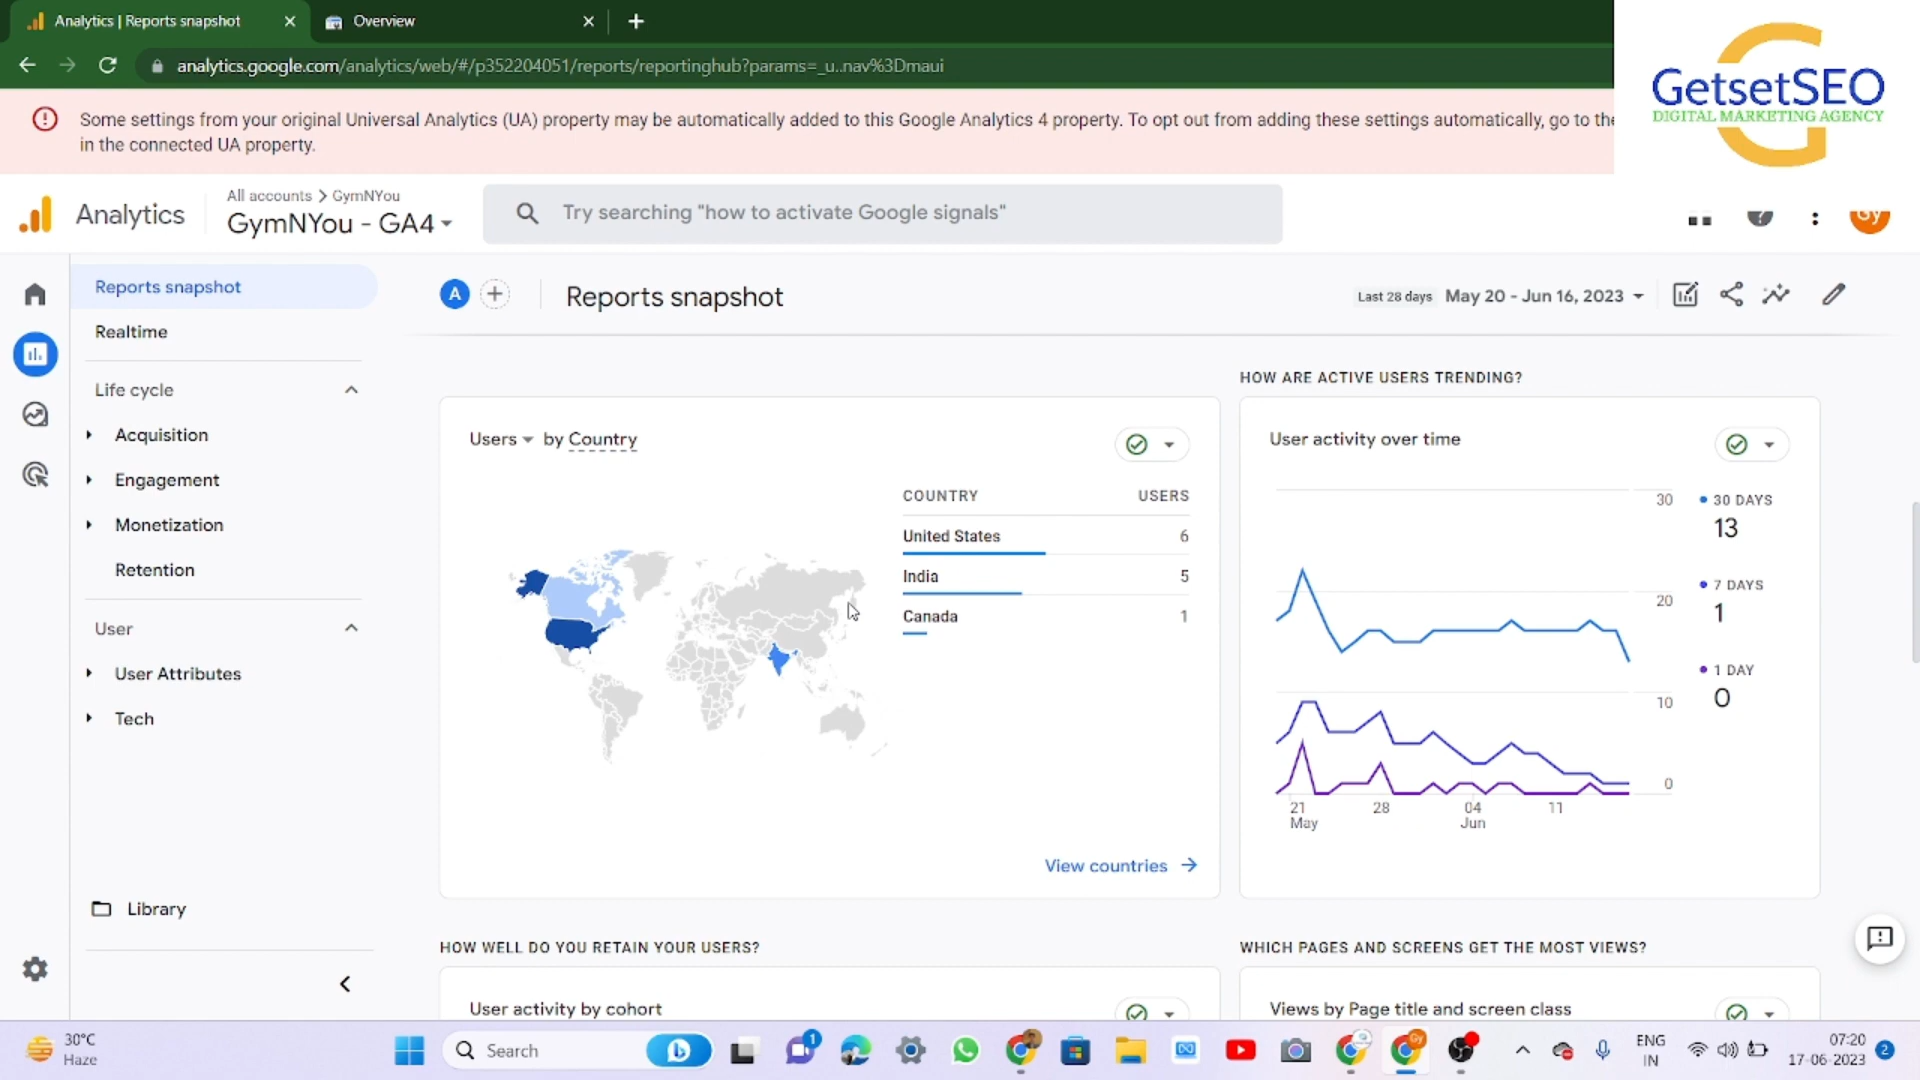 Analytics | Reports snapshot
Overview
analytics.google.com/analytics/web/#/p352204051/reports/reportinghub?params=_u..nav%3Dmaui
GetsetSEO
DIGITAL MARKETING AGENCY
Some settings from your original Universal Analytics (UA) property may be automatically added to this Google Analytics 4 property. To opt out from adding these settings automatically, go to the
in the connected UA property.
Analytics
All accounts > GymNYou
GymNYou - GA4
Try searching "how to activate Google signals"
Gy
Reports snapshot
Realtime
Life cycle
Acquisition
Engagement
Monetization
Retention
User
User Attributes
Tech
Library
A
Reports snapshot
Last 28 days May 20 - Jun 16, 2023
Users by Country
COUNTRY USERS
United States 6
India 5
Canada 1
View countries
HOW ARE ACTIVE USERS TRENDING?
User activity over time
30
20
10
0
21 May
28
04 Jun
11
30 DAYS
13
7 DAYS
1
1 DAY
0
HOW WELL DO YOU RETAIN YOUR USERS?
User activity by cohort
WHICH PAGES AND SCREENS GET THE MOST VIEWS?
Views by Page title and screen class
30°C
Haze
Search
1
Gy
ENG
IN
07:20
17-06-2023
2